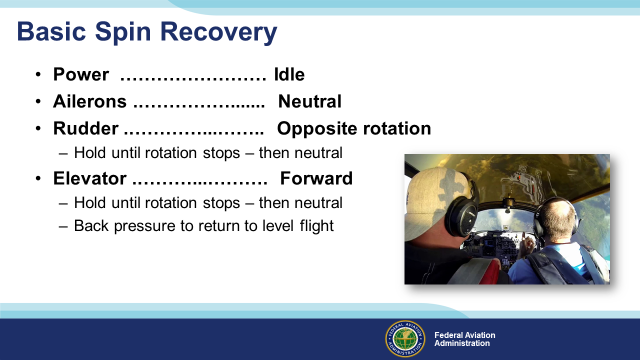 Basic Spin Recovery
• Power …………………… Idle
• Ailerons .……………...... Neutral
• Rudder .…………...…….. Opposite rotation
– Hold until rotation stops – then neutral
• Elevator .………...………. Forward
– Hold until rotation stops – then neutral
– Back pressure to return to level flight
Federal Aviation
Administration